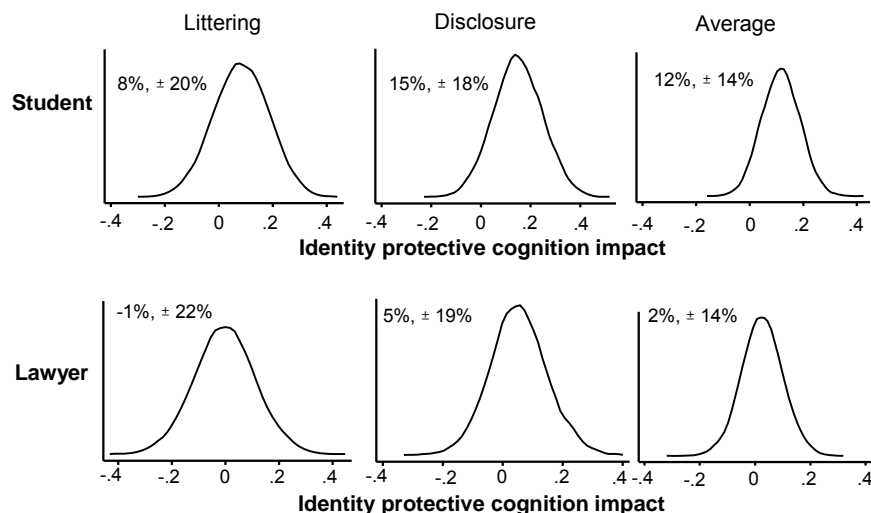 Littering Disclosure Average
Student
8%, ± 20% 15%, ± 18% 12%, ± 14%
-.4 -.2 0 .2 .4 -.4 -.2 0 .2 .4 -.4 -.2 0 .2 .4
Identity protective cognition impact
Lawyer
-1%, ± 22% 5%, ± 19% 2%, ± 14%
-.4 -.2 0 .2 .4 -.4 -.2 0 .2 .4 -.4 -.2 0 .2 .4
Identity protective cognition impact